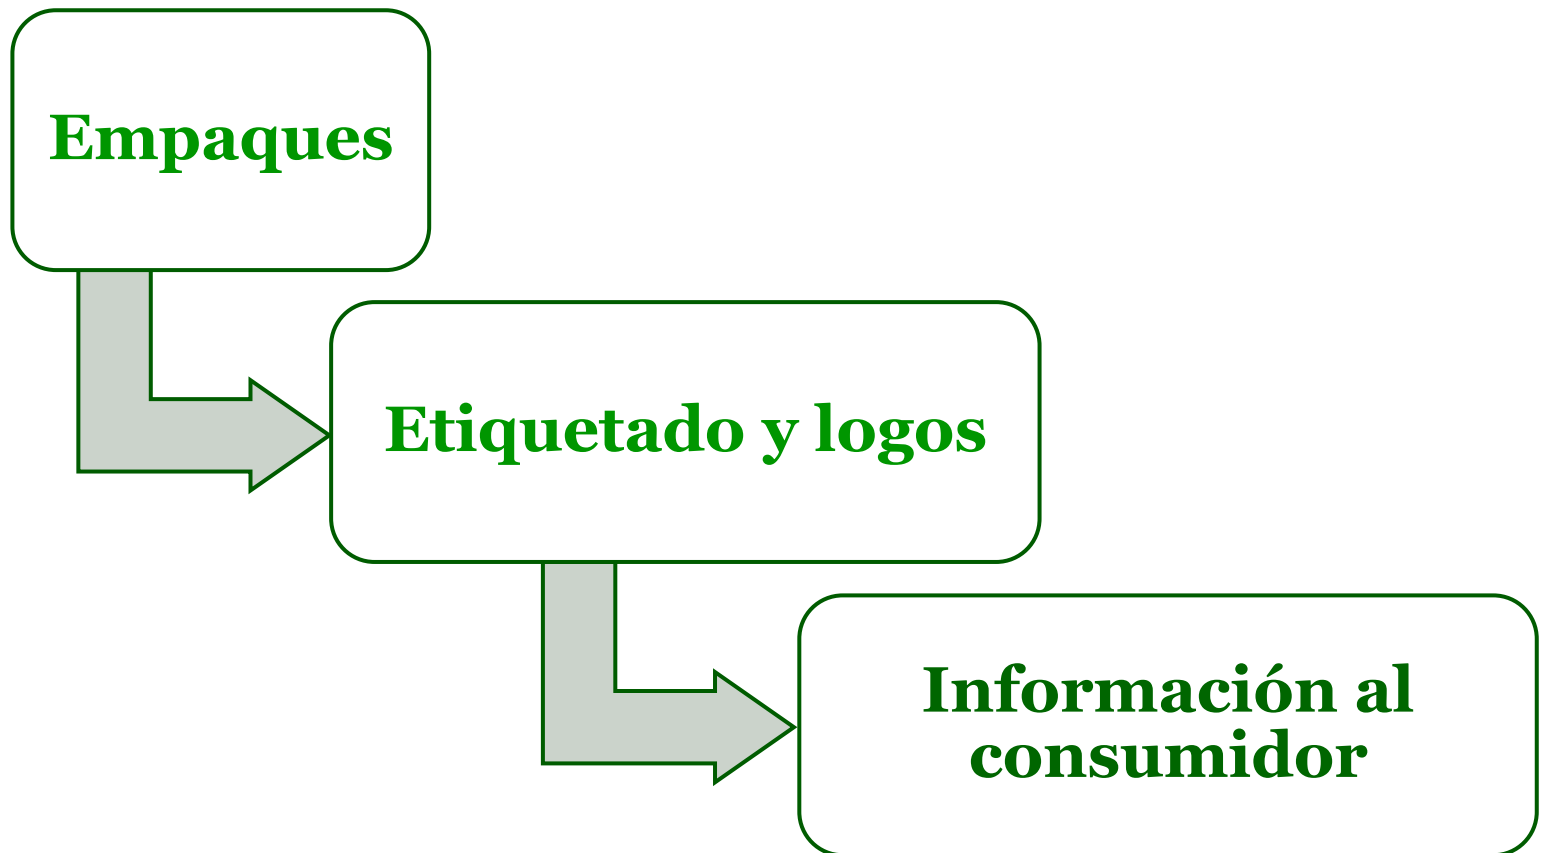 Empaques
Etiquetado y logos
Información al
consumidor